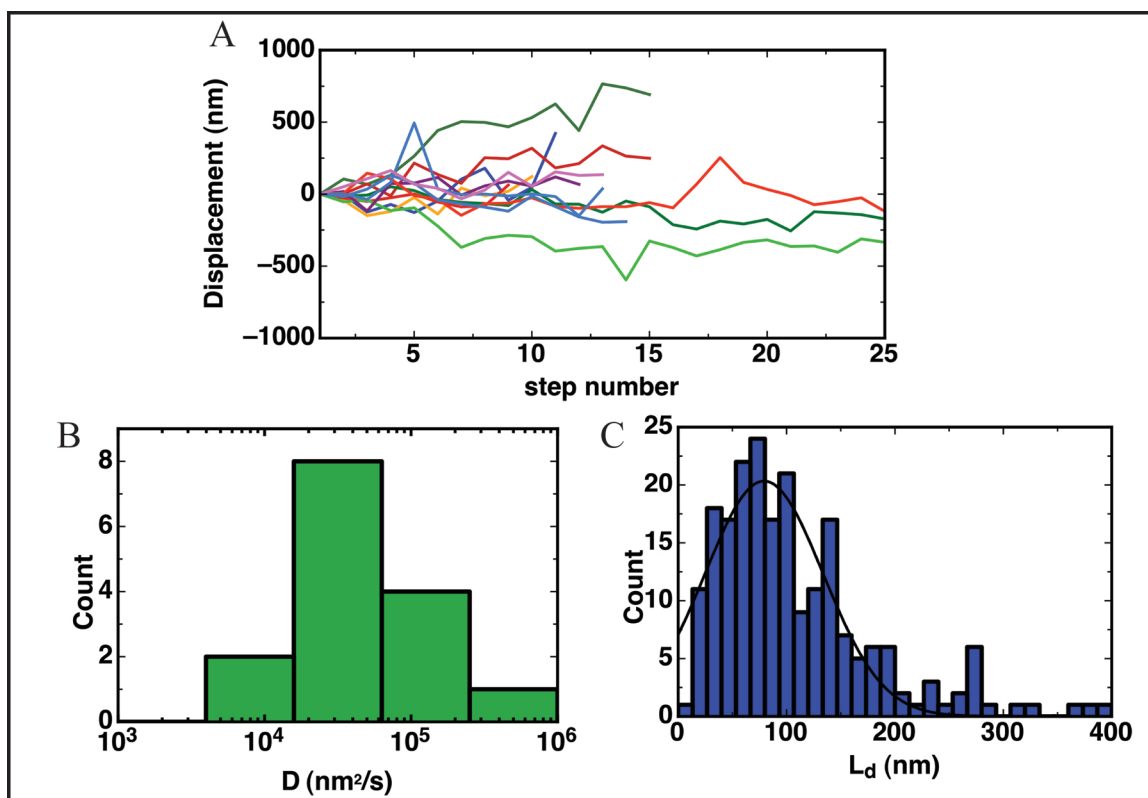 A
1000
500
0
−500
−1000
Displacement (nm)
5 10 15 20 25
step number
B
8
6
4
2
0
Count
10³ 10⁴ 10⁵ 10⁶
D (nm²/s)
C
25
20
15
10
5
0
Count
0 100 200 300 400
L_d (nm)